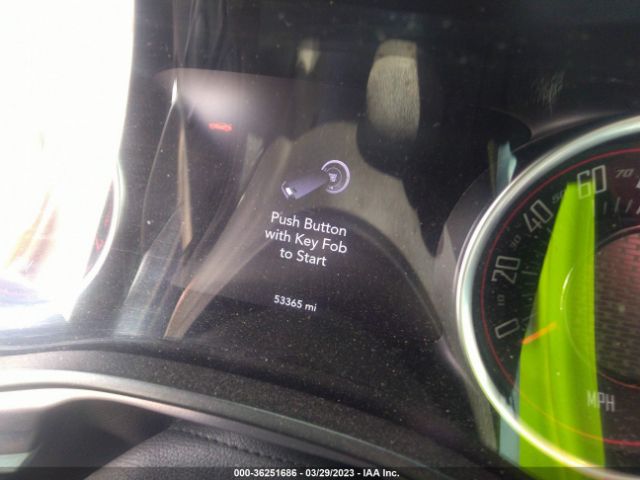 Push Button
with Key Fob
to Start
53365 mi
0
20
30
40
60
70
MPH
000-36251686 - 03/29/2023 - IAA Inc.